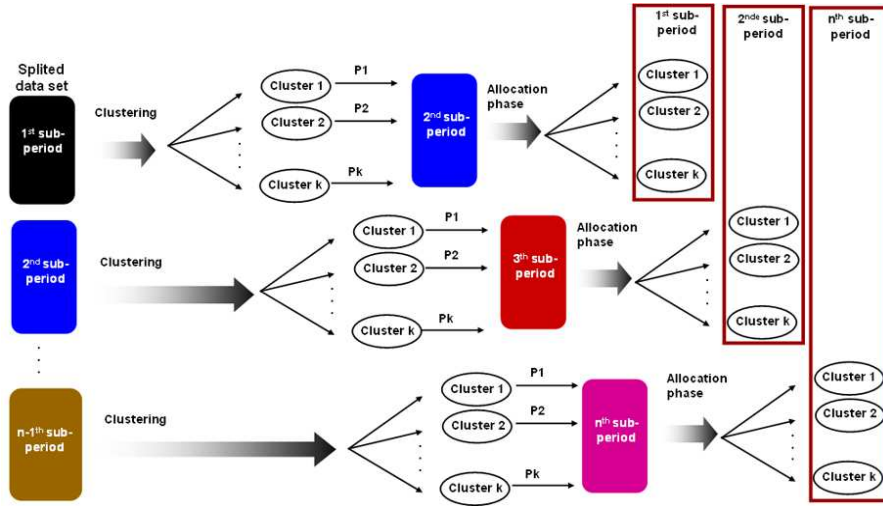 1st sub-
period
2nde sub-
period
nth sub-
period
Splited
data set
1st sub-
period
Clustering
Cluster 1
P1
Cluster 2
P2
Cluster k
Pk
2nd sub-
period
Allocation
phase
Cluster 1
Cluster 2
Cluster k
2nd sub-
period
Clustering
Cluster 1
P1
Cluster 2
P2
Cluster k
Pk
3th sub-
period
Allocation
phase
Cluster 1
Cluster 2
Cluster k
n-1th sub-
period
Clustering
Cluster 1
P1
Cluster 2
P2
Cluster k
Pk
nth sub-
period
Allocation
phase
Cluster 1
Cluster 2
Cluster k